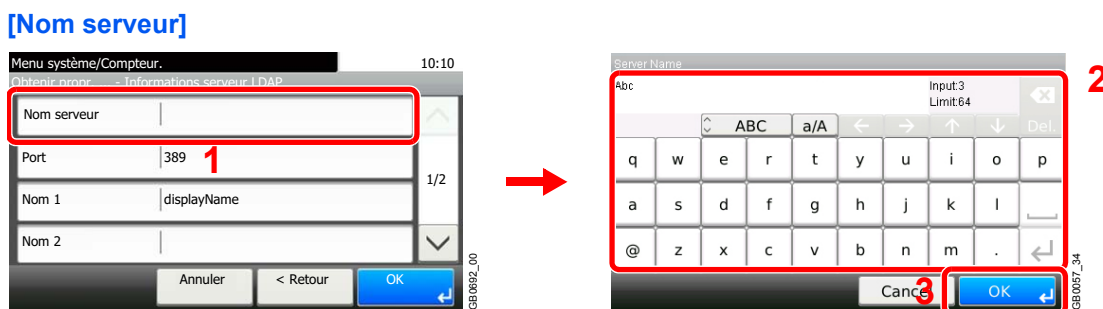 [Nom serveur]
Menu système/Compteur.
10:10
Obtenir propr. - Informations serveur LDAP
Nom serveur
Port
389
1
Nom 1
displayName
1/2
Nom 2
Annuler
< Retour
OK
GB0692_00
Server Name
2
Abc
Input:3
Limit:64
ABC
a/A
Del.
q w e r t y u i o p
a s d f g h j k l
@ z x c v b n m .
Cancel
3
OK
GB0057_34